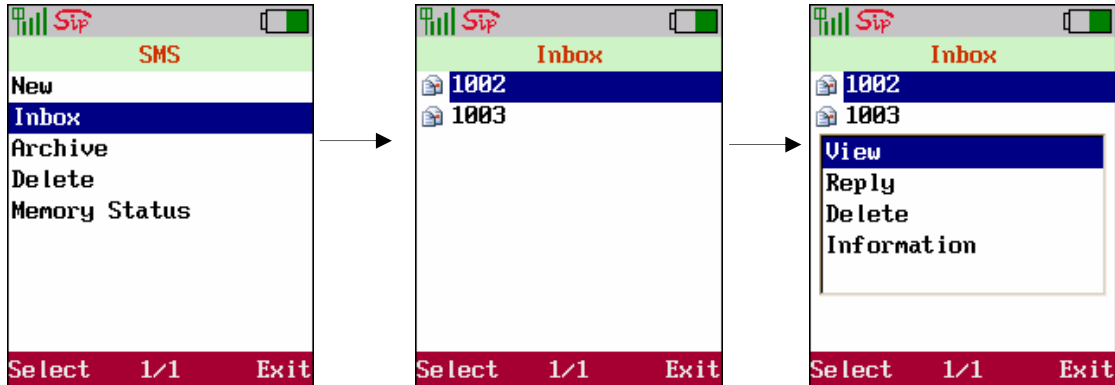 Sip
SMS
New
Inbox
Archive
Delete
Memory Status
Select 1/1 Exit
Sip
Inbox
1002
1003
Select 1/1 Exit
Sip
Inbox
1002
1003
View
Reply
Delete
Information
Select 1/1 Exit